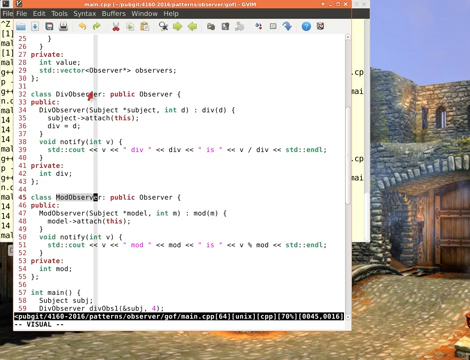 main.cpp (~/pubgit/4160-2016/patterns/observer/gof) - GVIM
File Edit Tools Syntax Buffers Window Help
25
26 }
27 private:
28 int value;
29 std::vector<Observer*> observers;
30 };
31
32 class DivObserver: public Observer {
33 public:
34 DivObserver(Subject *subject, int d) : div(d) {
35 subject->attach(this);
36 div = d;
37 }
38 void notify(int v) {
39 std::cout << v << " div " << div << " is " << v / div << std::endl;
40 }
41 private:
42 int div;
43 };
44
45 class ModObserver: public Observer {
46 public:
47 ModObserver(Subject *model, int m) : mod(m) {
48 model->attach(this);
49 }
50 void notify(int v) {
51 std::cout << v << " mod " << mod << " is " << v % mod << std::endl;
52 }
53 private:
54 int mod;
55 };
56
57 int main() {
58 Subject subj;
59 DivObserver divObs1(&subj, 4);
<pubgit/4160-2016/patterns/observer/gof/main.cpp[64][unix][cpp][70%][0045,0016]
-- VISUAL --